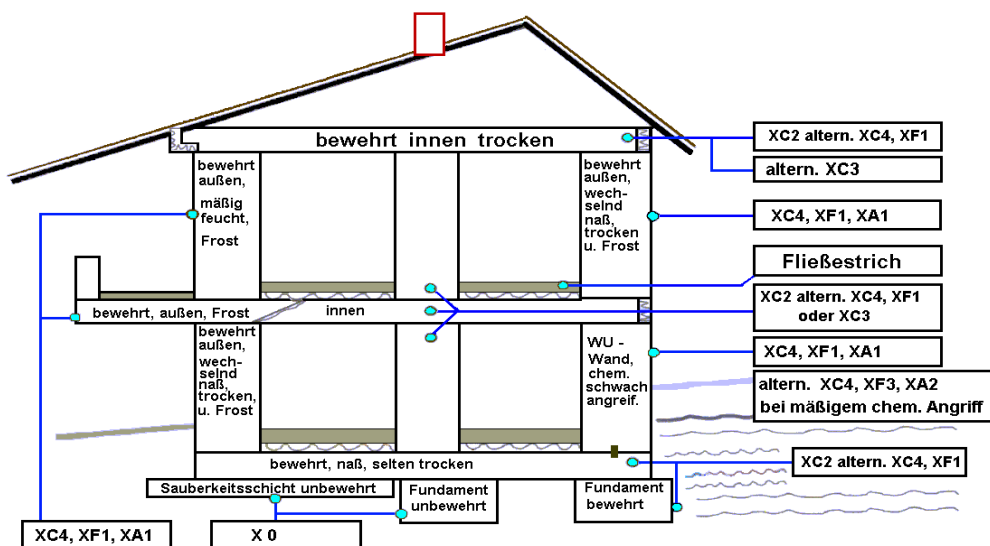 bewehrt innen trocken
XC2 altern. XC4, XF1
altern. XC3
bewehrt
außen,
mäßig
feucht,
Frost
bewehrt
außen,
wech-
selnd
naß,
trocken
u. Frost
XC4, XF1, XA1
Fließestrich
bewehrt, außen, Frost
innen
XC2 altern. XC4, XF1
oder XC3
bewehrt
außen,
wech-
selnd
naß,
trocken,
u. Frost
WU -
Wand,
chem.
schwach
angreif.
XC4, XF1, XA1
altern. XC4, XF3, XA2
bei mäßigem chem. Angriff
bewehrt, naß, selten trocken
XC2 altern. XC4, XF1
Sauberkeitsschicht unbewehrt
Fundament
unbewehrt
Fundament
bewehrt
XC4, XF1, XA1
X 0